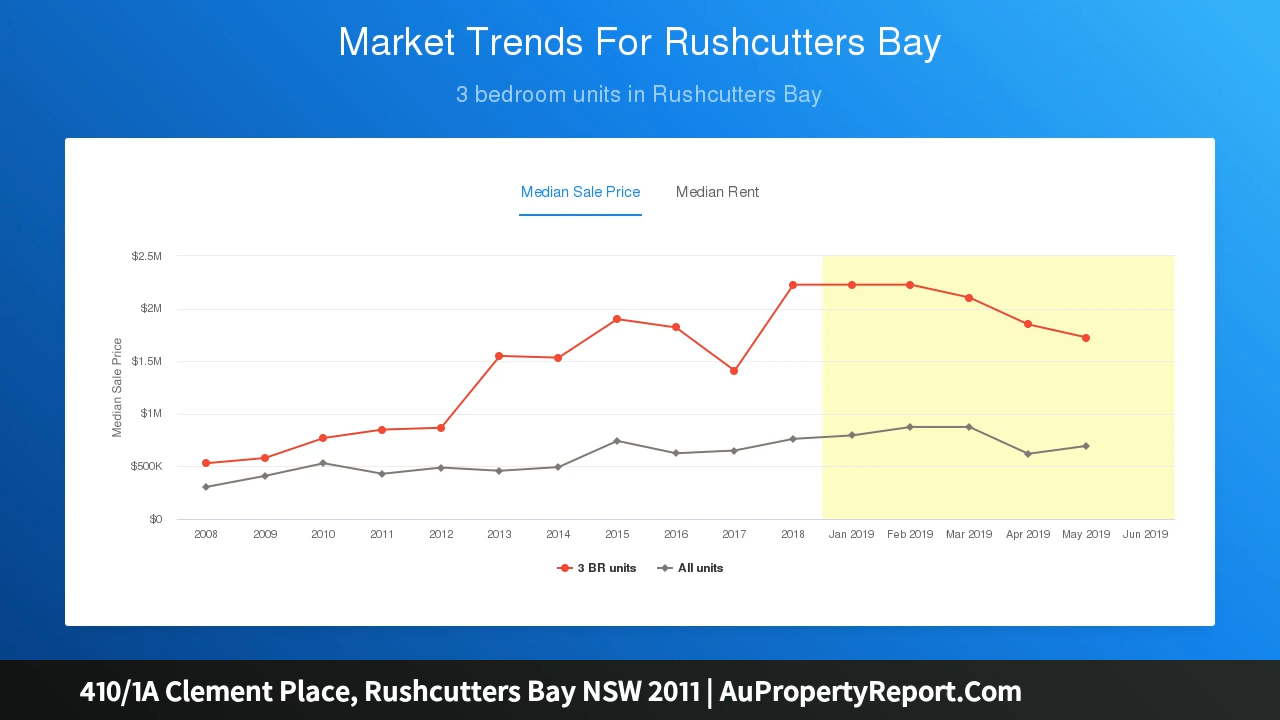 Market Trends For Rushcutters Bay
3 bedroom units in Rushcutters Bay
Median Sale Price Median Rent
Median Sale Price
$2.5M
$2M
$1.5M
$1M
$500K
$0
2008 2009 2010 2011 2012 2013 2014 2015 2016 2017 2018 Jan 2019 Feb 2019 Mar 2019 Apr 2019 May 2019 Jun 2019
3 BR units All units
410/1A Clement Place, Rushcutters Bay NSW 2011 | AuPropertyReport.Com